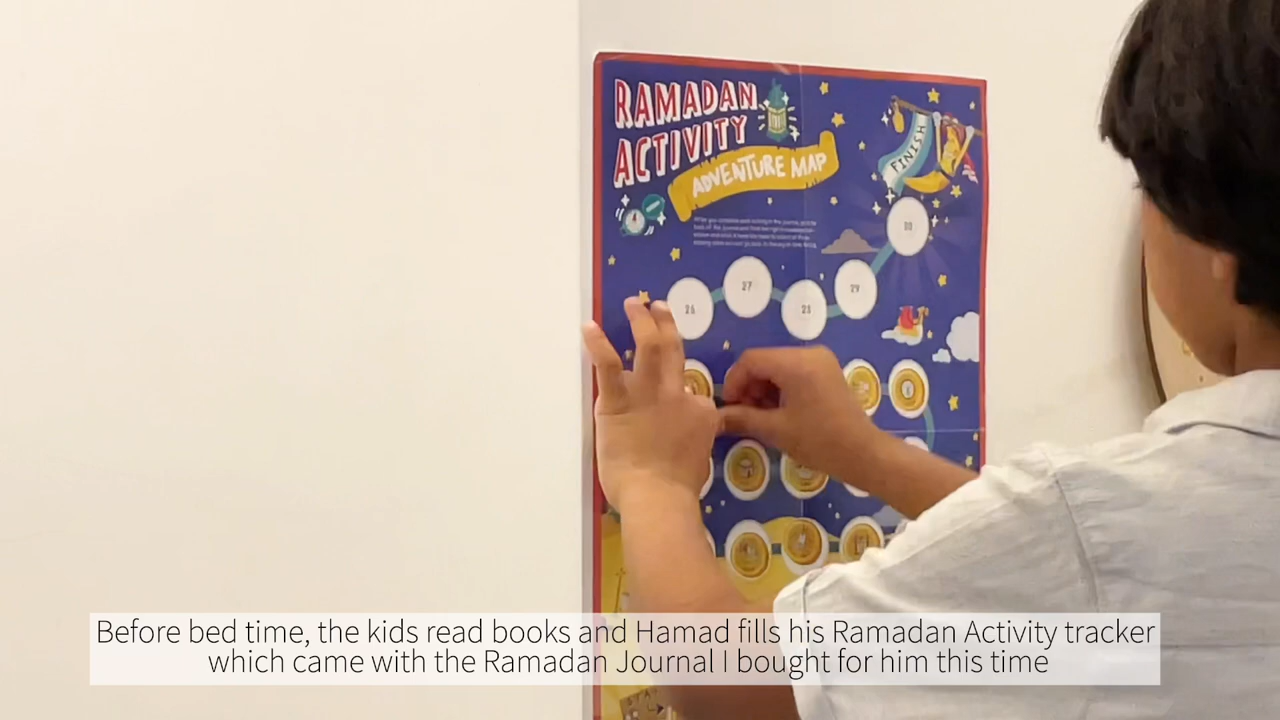 RAMADAN
ACTIVITY
ADVENTURE MAP
FINISH
30
27
29
26
28
Before bed time, the kids read books and Hamad fills his Ramadan Activity tracker
which came with the Ramadan Journal I bought for him this time